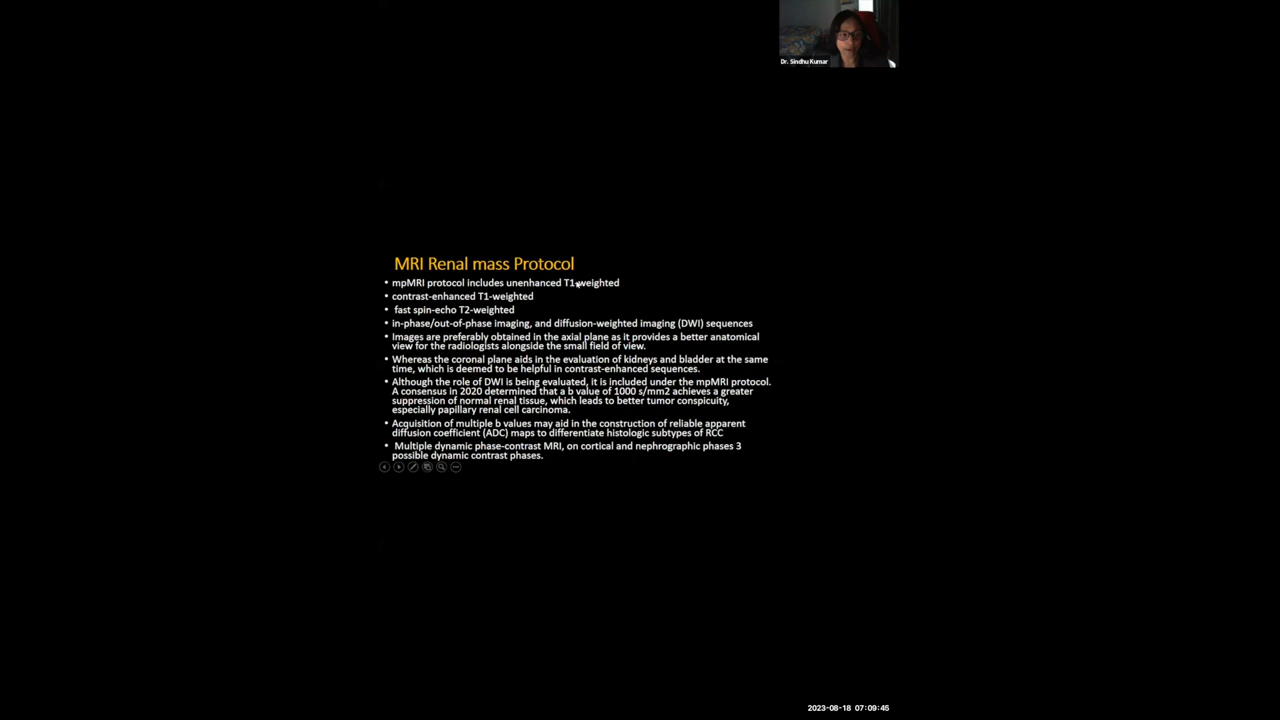 Dr. Sindhu Kumar
MRI Renal mass Protocol
• mpMRI protocol includes unenhanced T1-weighted
• contrast-enhanced T1-weighted
• fast spin-echo T2-weighted
• in-phase/out-of-phase imaging, and diffusion-weighted imaging (DWI) sequences
• Images are preferably obtained in the axial plane as it provides a better anatomical
view for the radiologists alongside the small field of view.
• Whereas the coronal plane aids in the evaluation of kidneys and bladder at the same
time, which is deemed to be helpful in contrast-enhanced sequences.
• Although the role of DWI is being evaluated, it is included under the mpMRI protocol.
A consensus in 2020 determined that a b value of 1000 s/mm2 achieves a greater
suppression of normal renal tissue, which leads to better tumor conspicuity,
especially papillary renal cell carcinoma.
• Acquisition of multiple b values may aid in the construction of reliable apparent
diffusion coefficient (ADC) maps to differentiate histologic subtypes of RCC
• Multiple dynamic phase-contrast MRI, on cortical and nephrographic phases 3
possible dynamic contrast phases.
2023-08-18 07:09:45